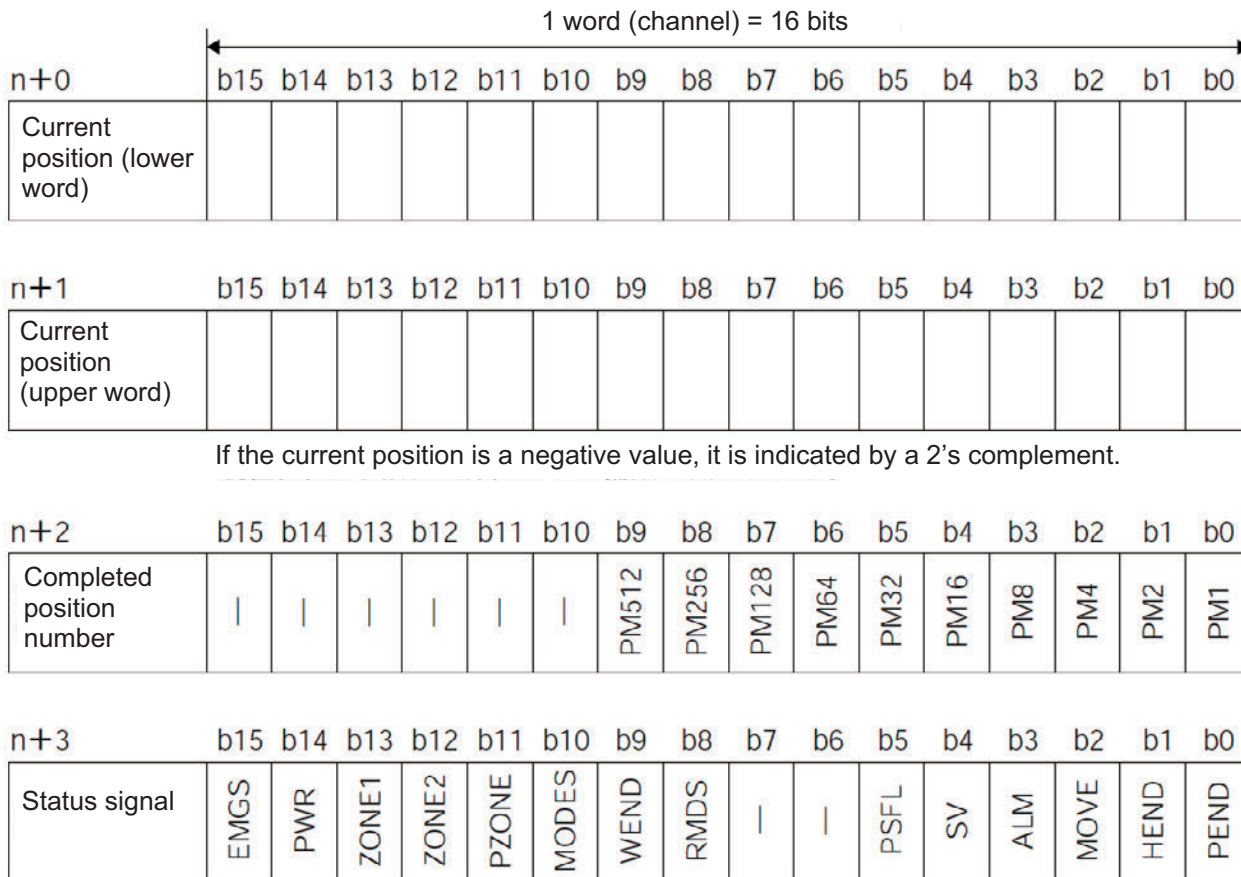 1 word (channel) = 16 bits
n+0 b15 b14 b13 b12 b11 b10 b9 b8 b7 b6 b5 b4 b3 b2 b1 b0
Current
position (lower
word)
n+1 b15 b14 b13 b12 b11 b10 b9 b8 b7 b6 b5 b4 b3 b2 b1 b0
Current
position
(upper word)
If the current position is a negative value, it is indicated by a 2's complement.
n+2 b15 b14 b13 b12 b11 b10 b9 b8 b7 b6 b5 b4 b3 b2 b1 b0
Completed
position
number
— — — — — — PM512 PM256 PM128 PM64 PM32 PM16 PM8 PM4 PM2 PM1
n+3 b15 b14 b13 b12 b11 b10 b9 b8 b7 b6 b5 b4 b3 b2 b1 b0
Status signal
EMGS PWR ZONE1 ZONE2 PZONE MODES WEND RMDS — — PSFL SV ALM MOVE HEND PEND